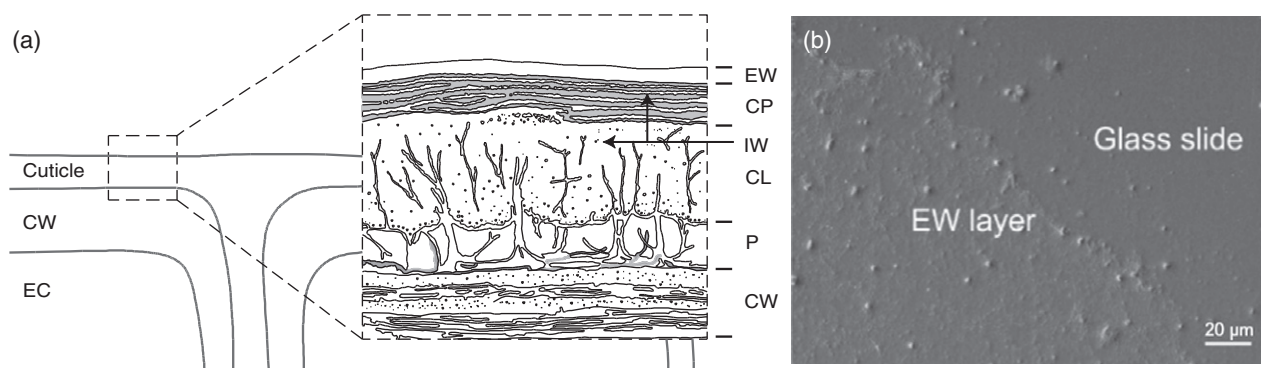 (a)
Cuticle
CW
EC
EW
CP
IW
CL
P
CW
(b)
Glass slide
EW layer
20 µm